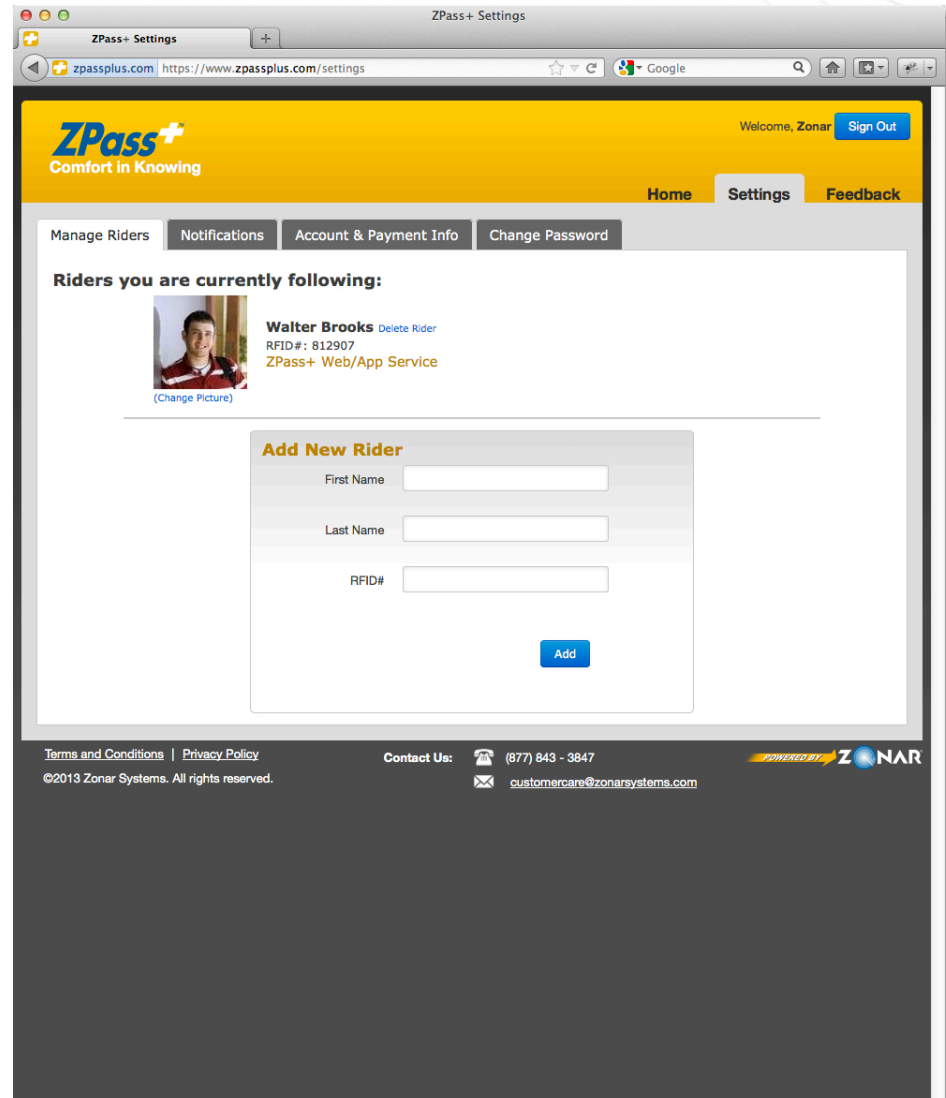 ZPass+ Settings
ZPass+ Settings
zpassplus.com https://www.zpassplus.com/settings Google
ZPass+
Comfort in Knowing
Welcome, Zonar Sign Out
Home Settings Feedback
Manage Riders Notifications Account & Payment Info Change Password
Riders you are currently following:
Walter Brooks Delete Rider
RFID#: 812907
ZPass+ Web/App Service
(Change Picture)
Add New Rider
First Name
Last Name
RFID#
Add
Terms and Conditions | Privacy Policy
Contact Us: (877) 843 - 3847
POWERED BY ZONAR
©2013 Zonar Systems. All rights reserved.
customercare@zonarsystems.com